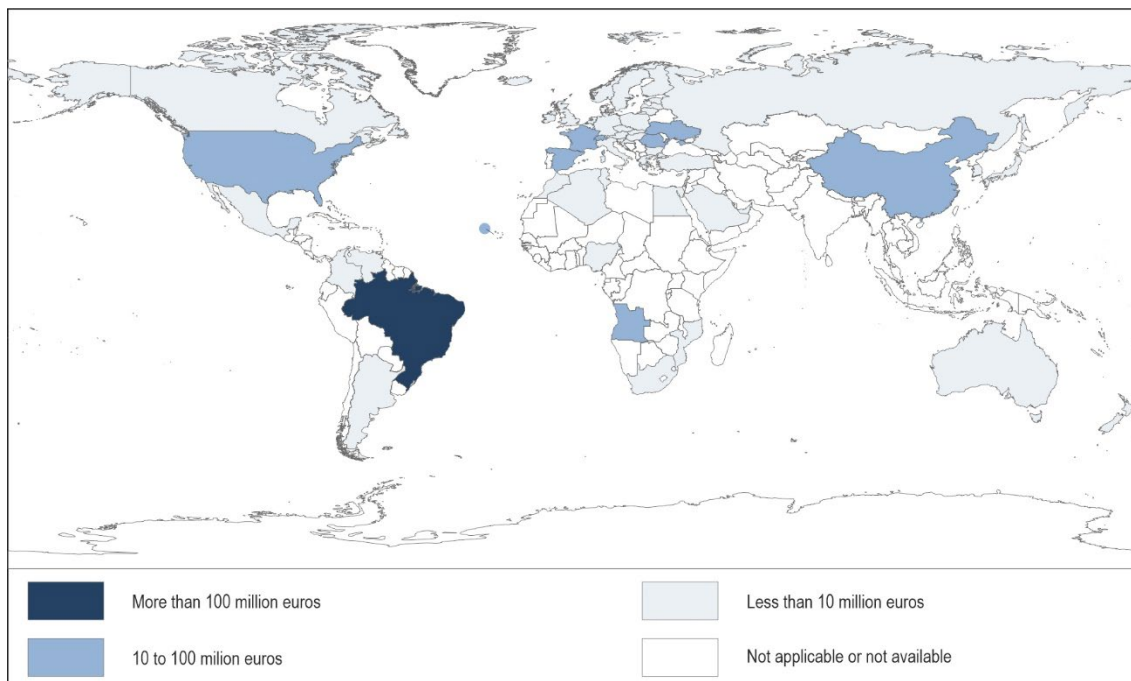 More than 100 million euros
Less than 10 million euros
10 to 100 milion euros
Not applicable or not available